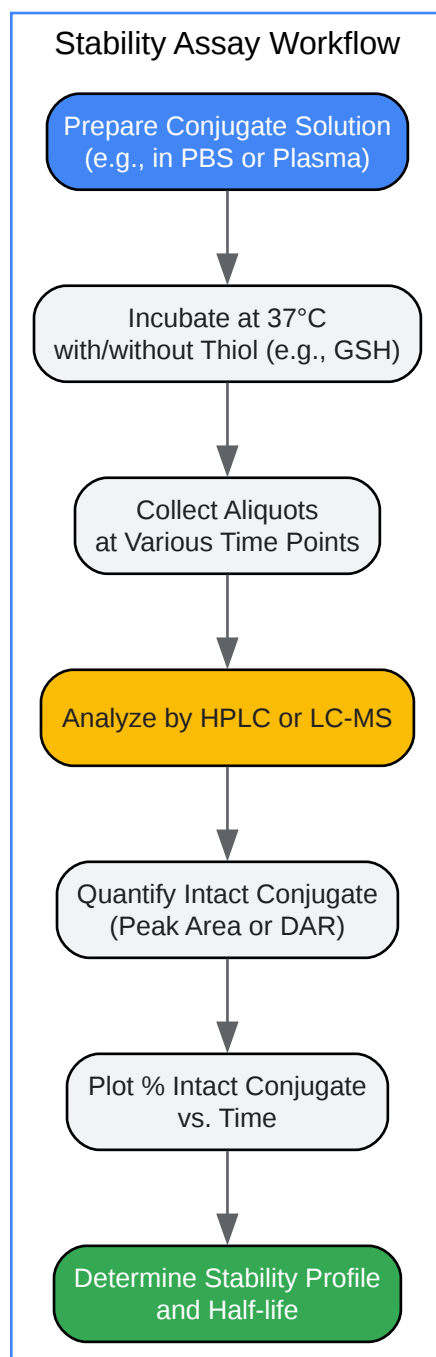 Stability Assay Workflow
Prepare Conjugate Solution
(e.g., in PBS or Plasma)
Incubate at 37°C
with/without Thiol (e.g., GSH)
Collect Aliquots
at Various Time Points
Analyze by HPLC or LC-MS
Quantify Intact Conjugate
(Peak Area or DAR)
Plot % Intact Conjugate
vs. Time
Determine Stability Profile
and Half-life